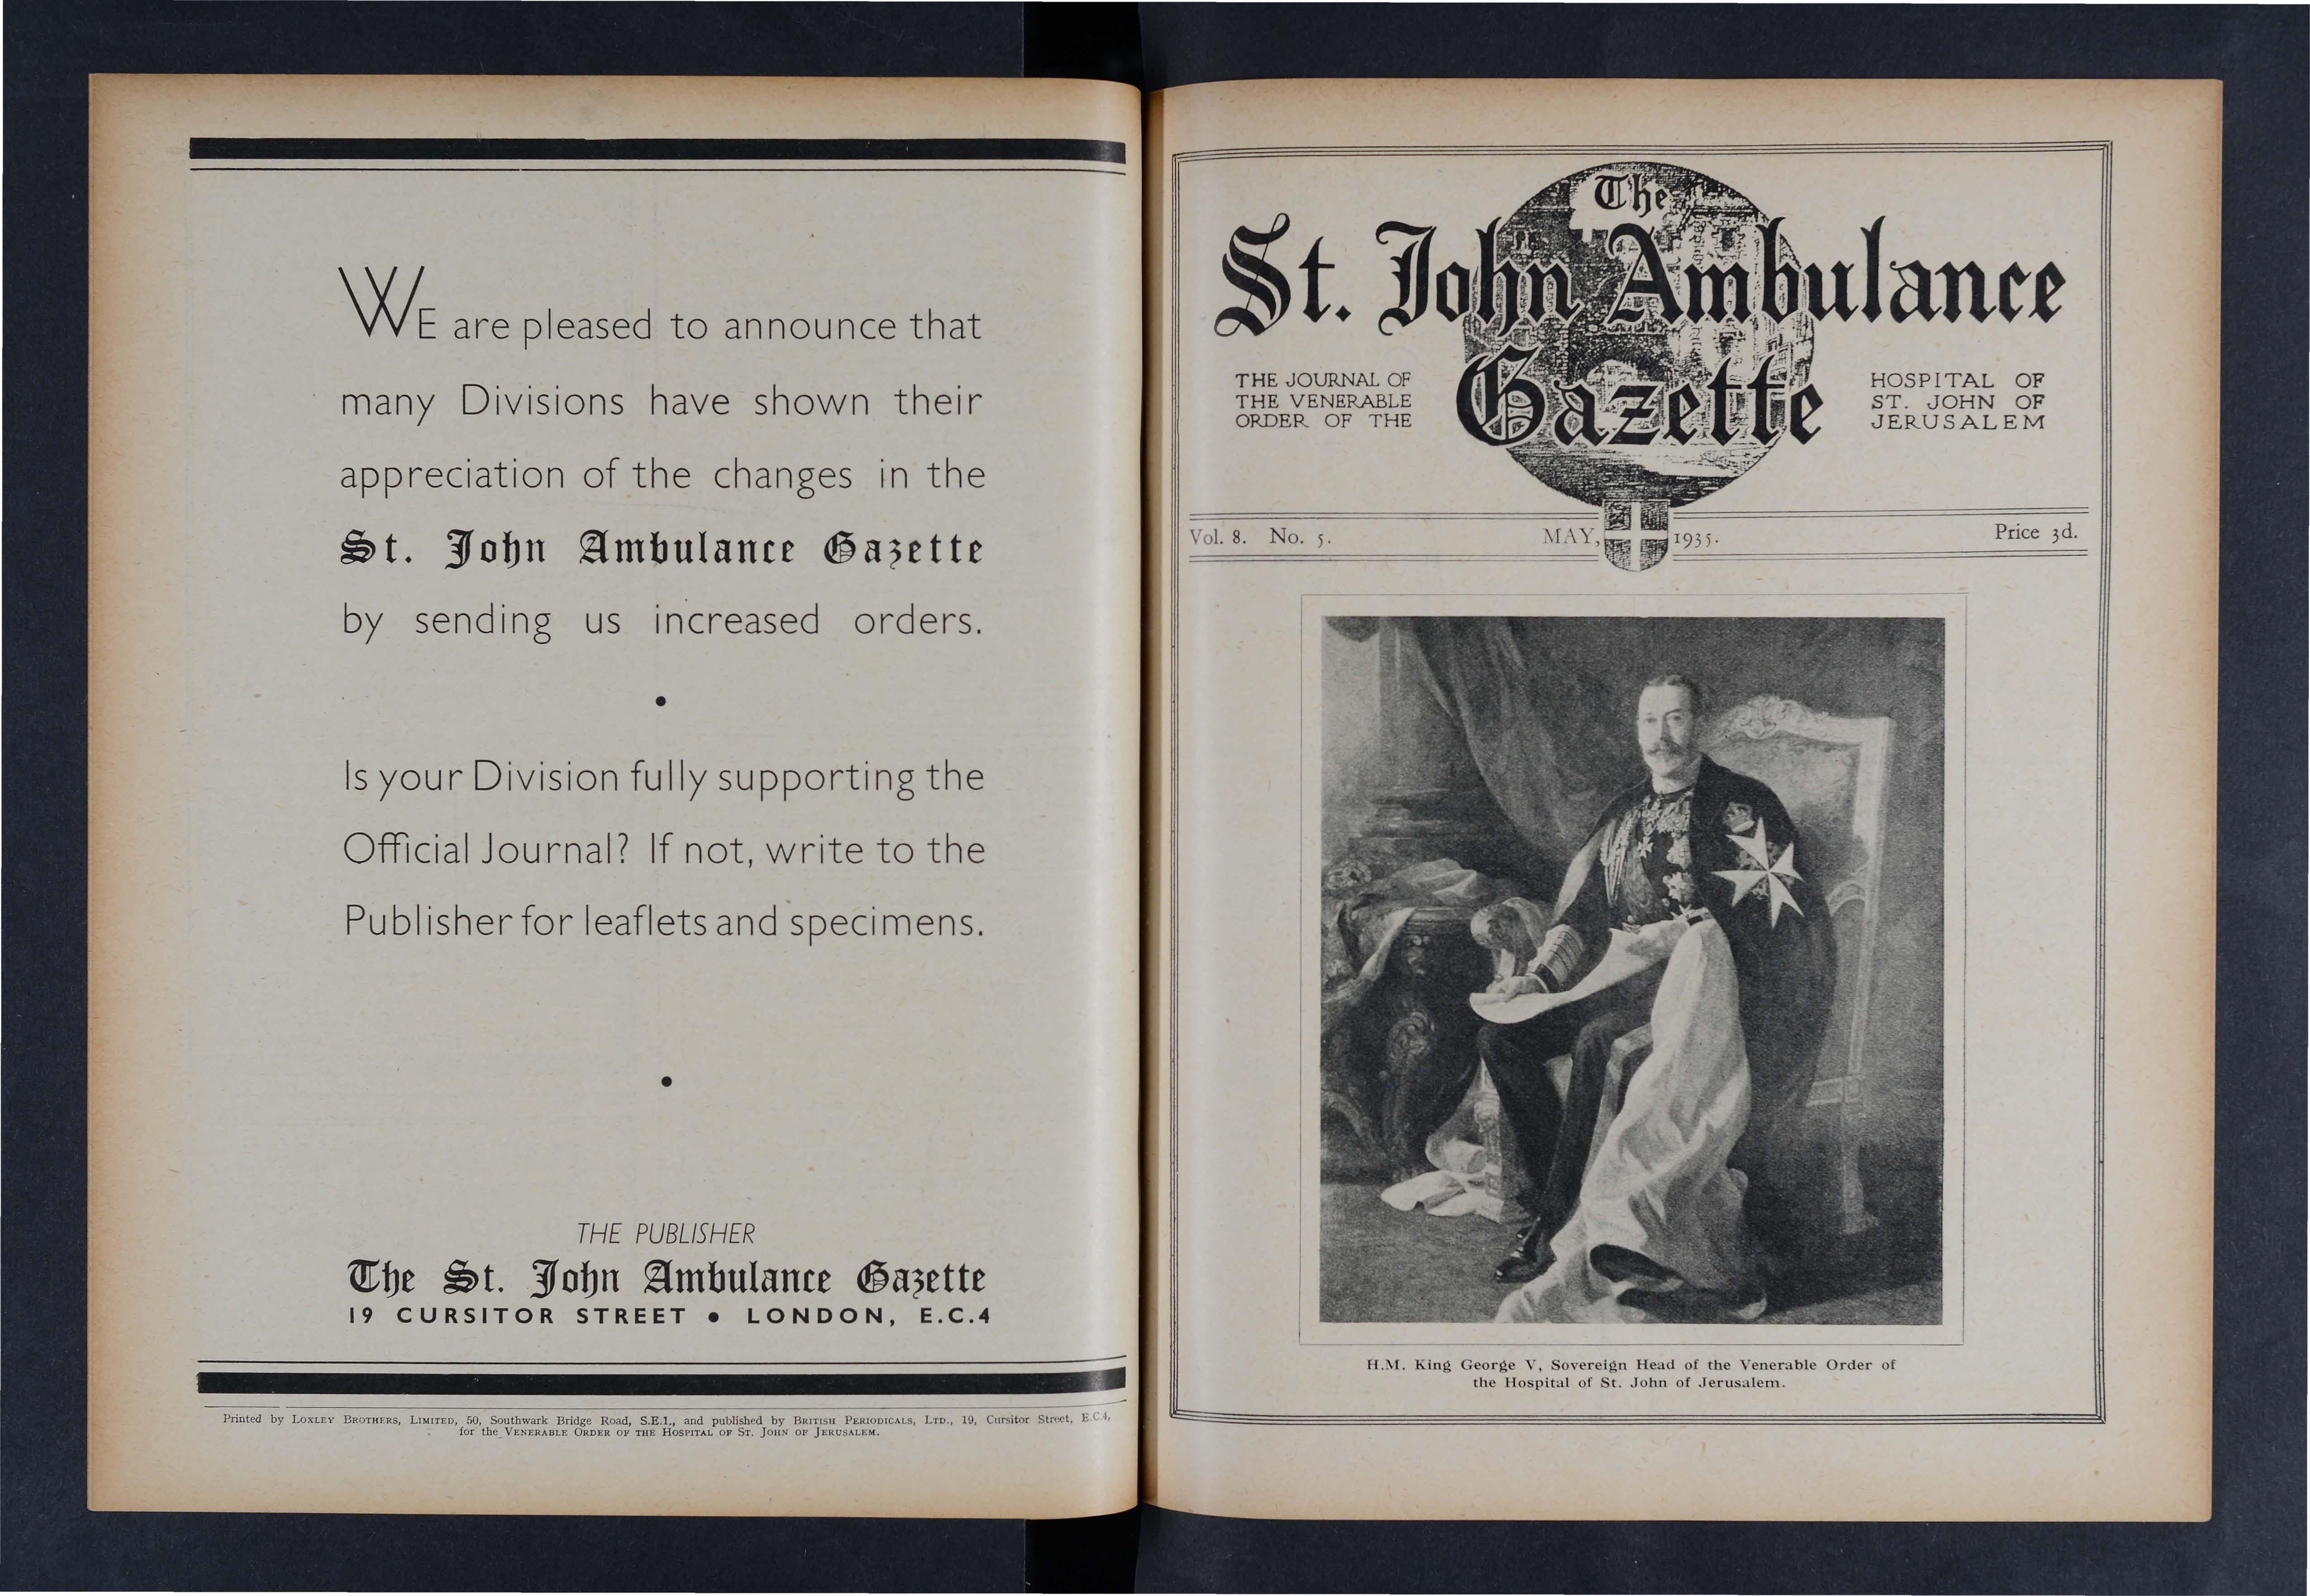 WE are pleased to announce that
many Divisions have shown their
appreciation of the changes in the
St. John Ambulance Gazette
by sending us increased orders.
•
Is your Division fully supporting the
Official Journal? If not, write to the
Publisher for leaflets and specimens.
•
THE PUBLISHER
The St. John Ambulance Gazette
19 CURSITOR STREET • LONDON, E.C.4
Printed by LOXLEY BROTHERS, LIMITED, 50, Southwark Bridge Road, S.E.1., and published by BRITISH PERIODICALS, LTD., 19, Cursitor Street, E.C.4,
for the VENERABLE ORDER OF THE HOSPITAL OF ST. JOHN OF JERUSALEM.
The
St. John Ambulance
Gazette
THE JOURNAL OF
THE VENERABLE
ORDER OF THE
HOSPITAL OF
ST. JOHN OF
JERUSALEM
Vol. 8. No. 5. MAY, 1935. Price 3d.
H.M. King George V, Sovereign Head of the Venerable Order of
the Hospital of St. John of Jerusalem.